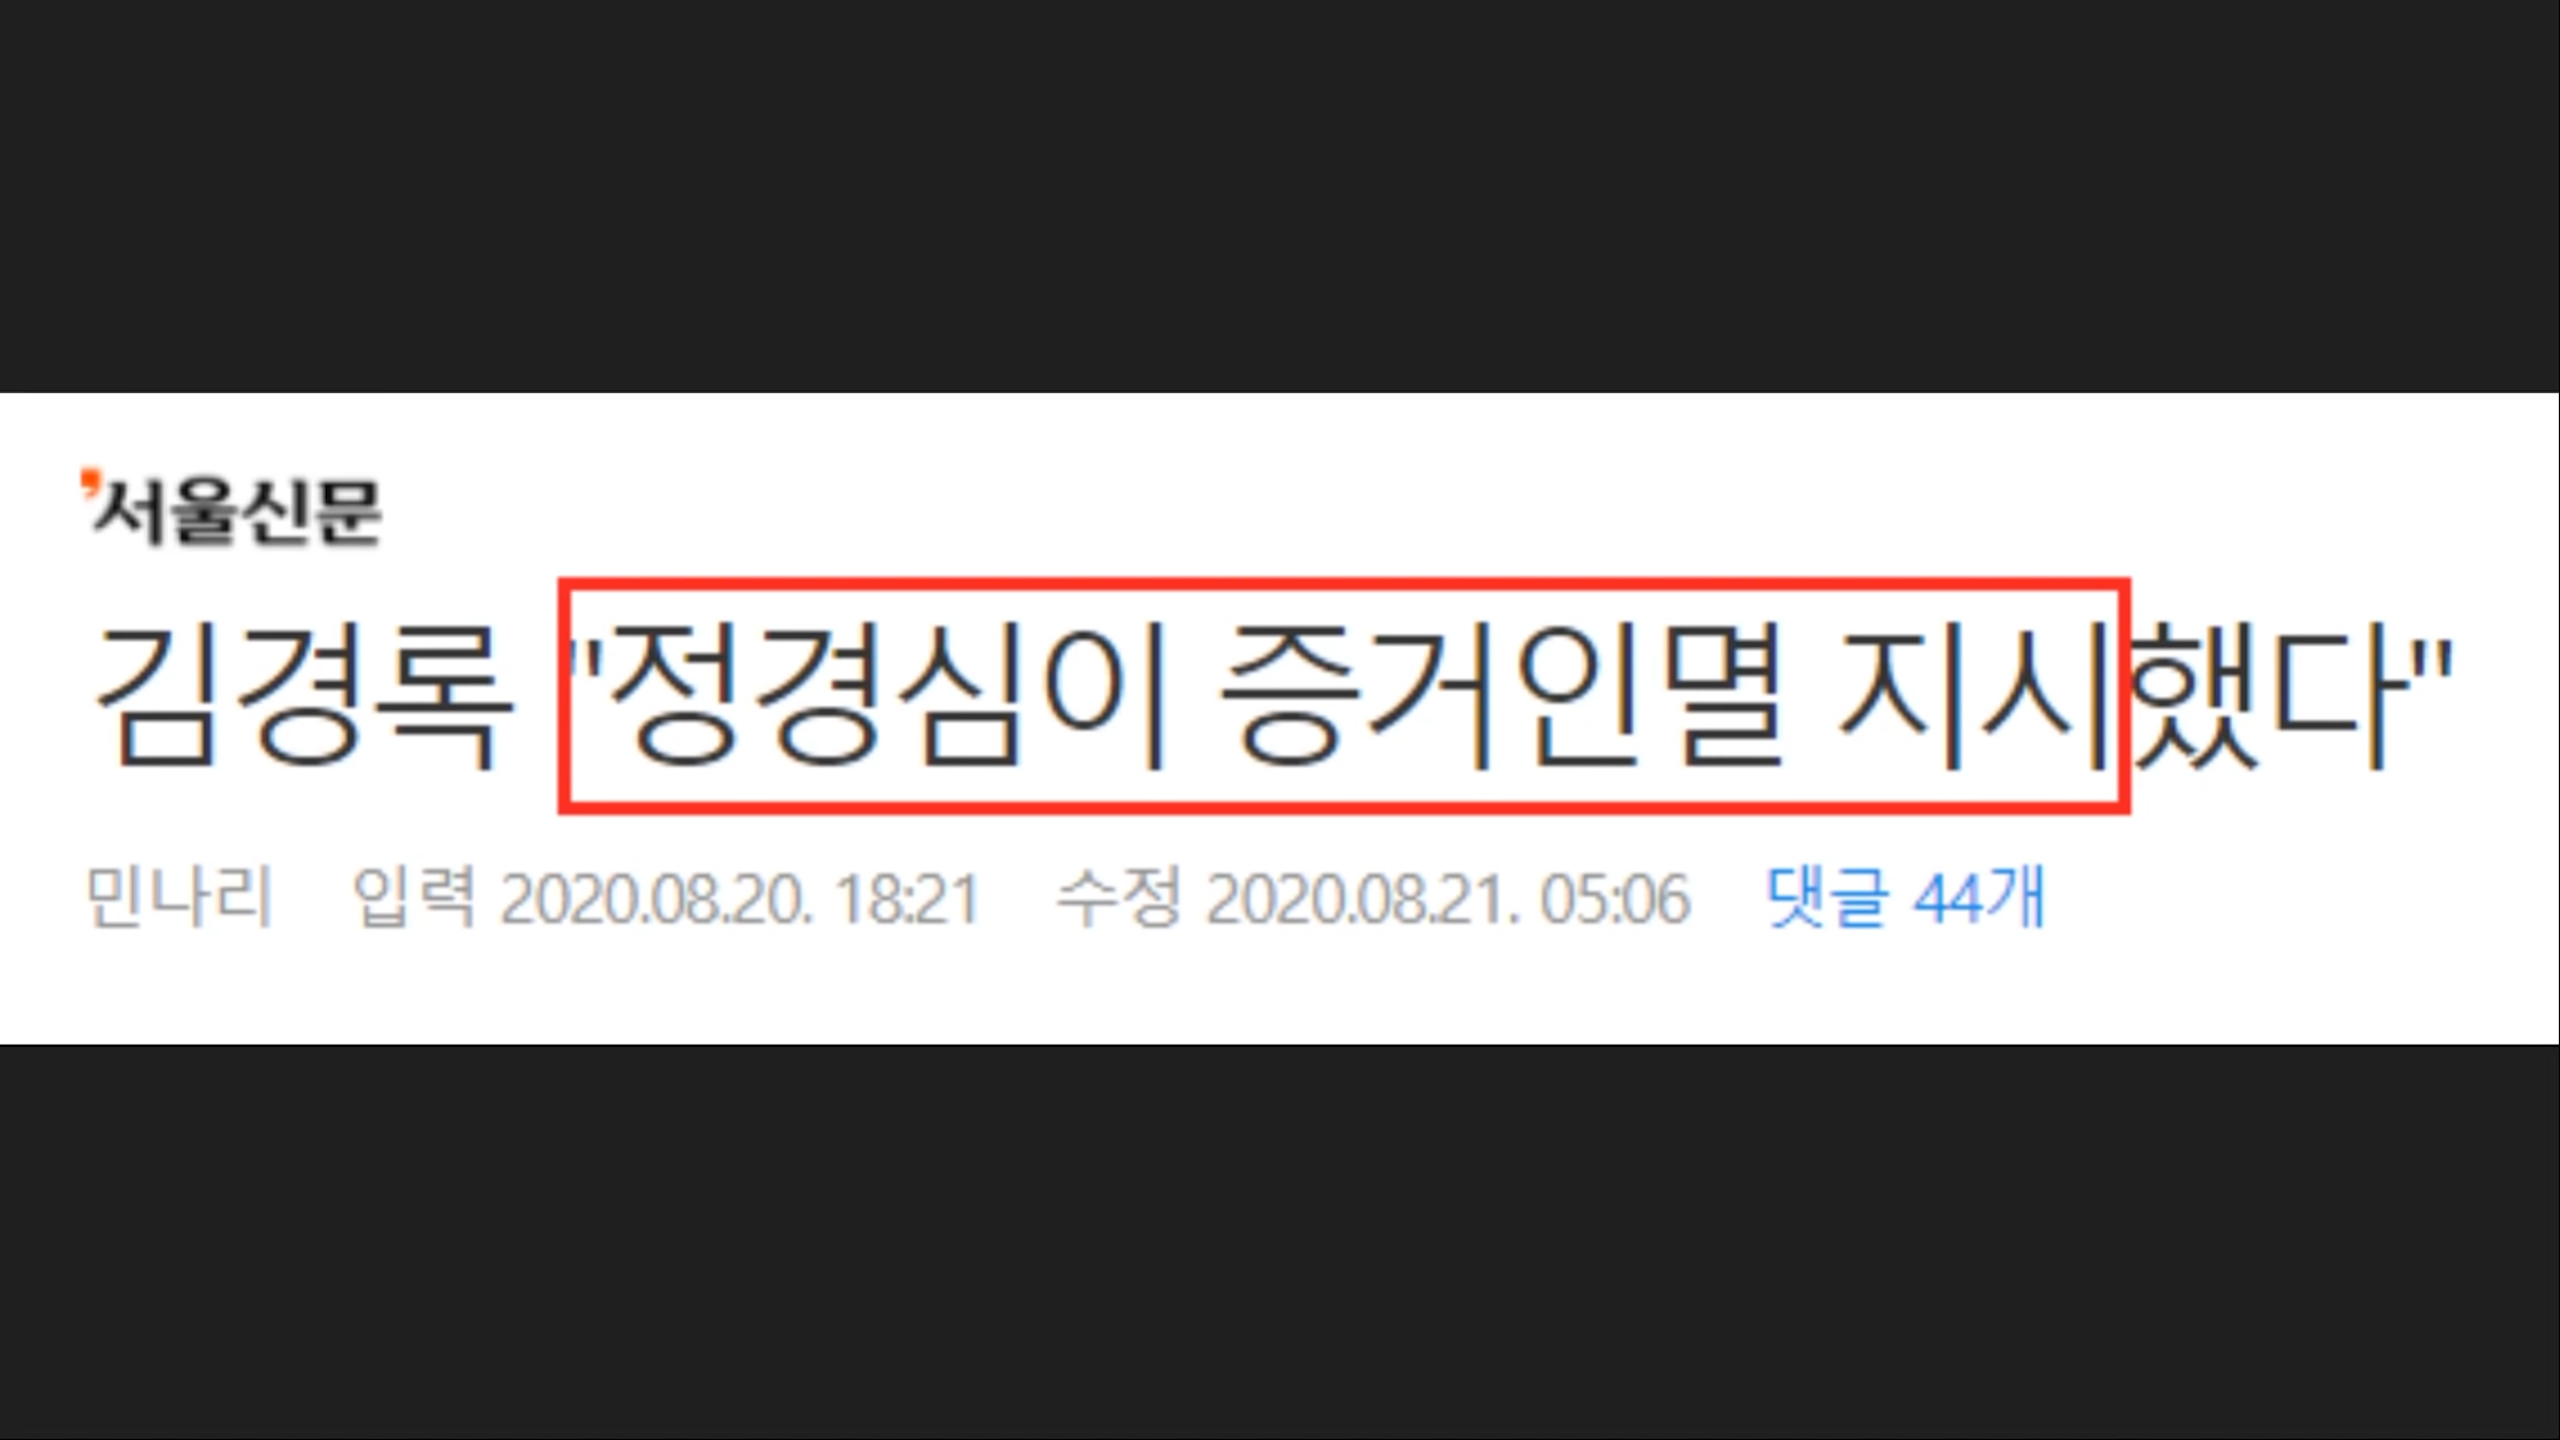 서울신문
김경록 "정경심이 증거인멸 지시했다"
민나리 입력 2020.08.20. 18:21 수정 2020.08.21. 05:06 댓글 44개